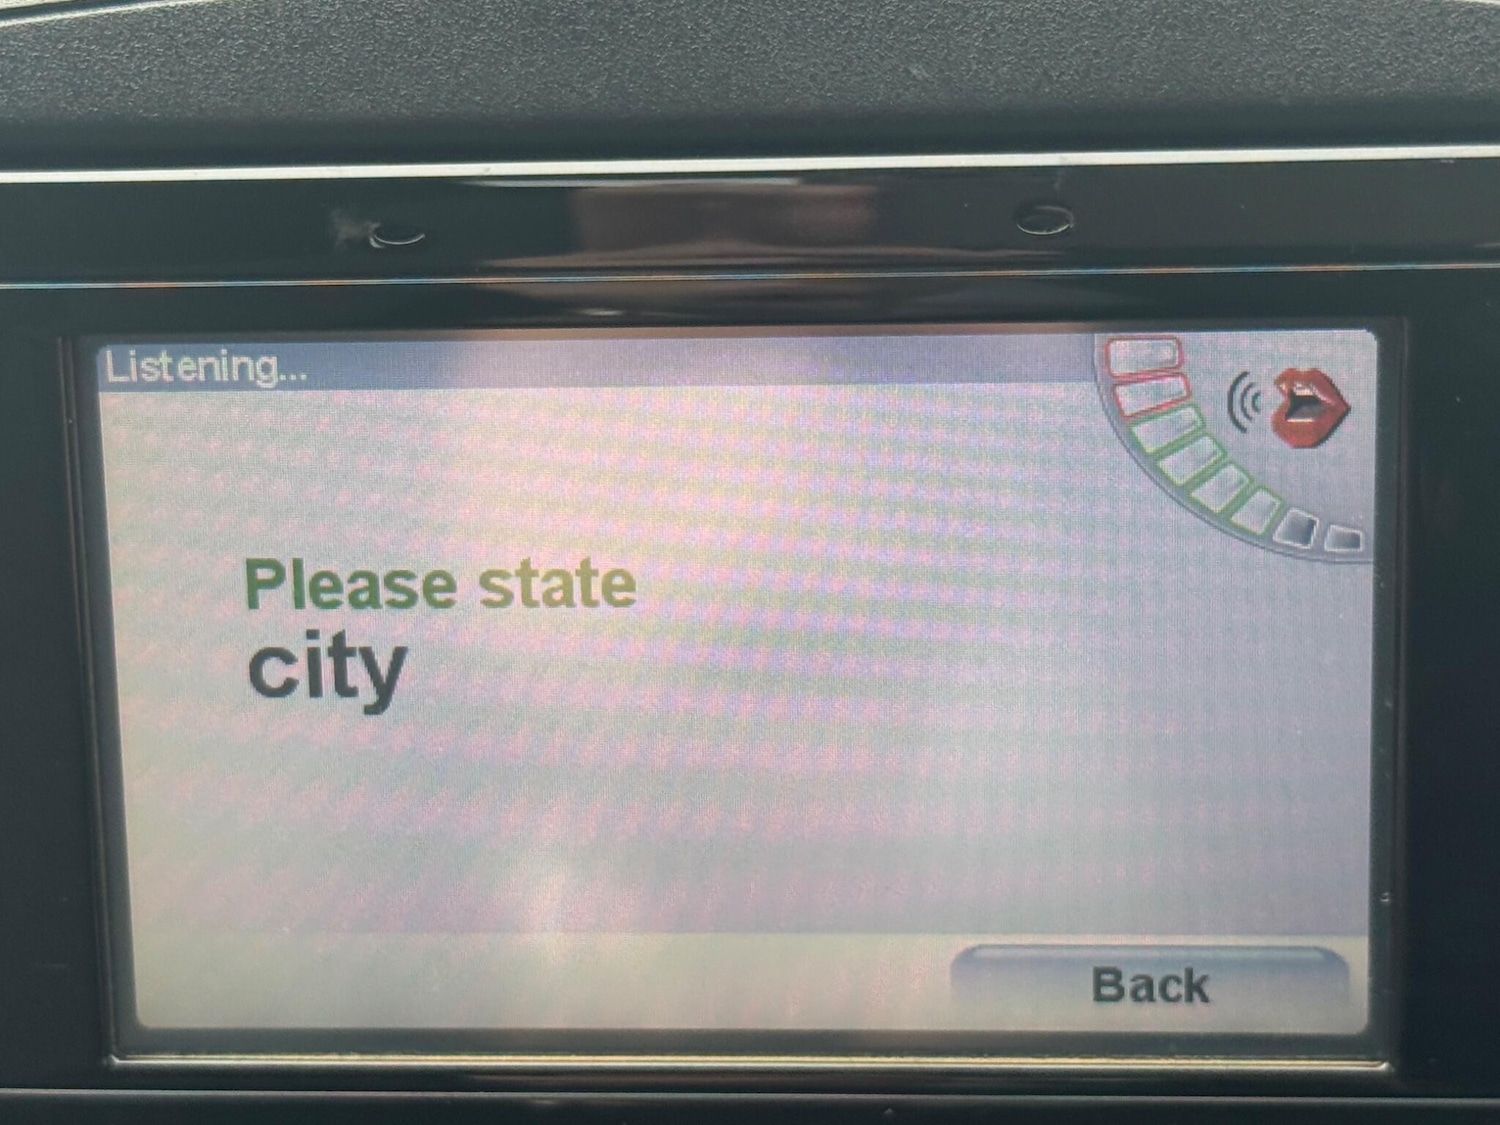 Listening...
Please state
city
Back